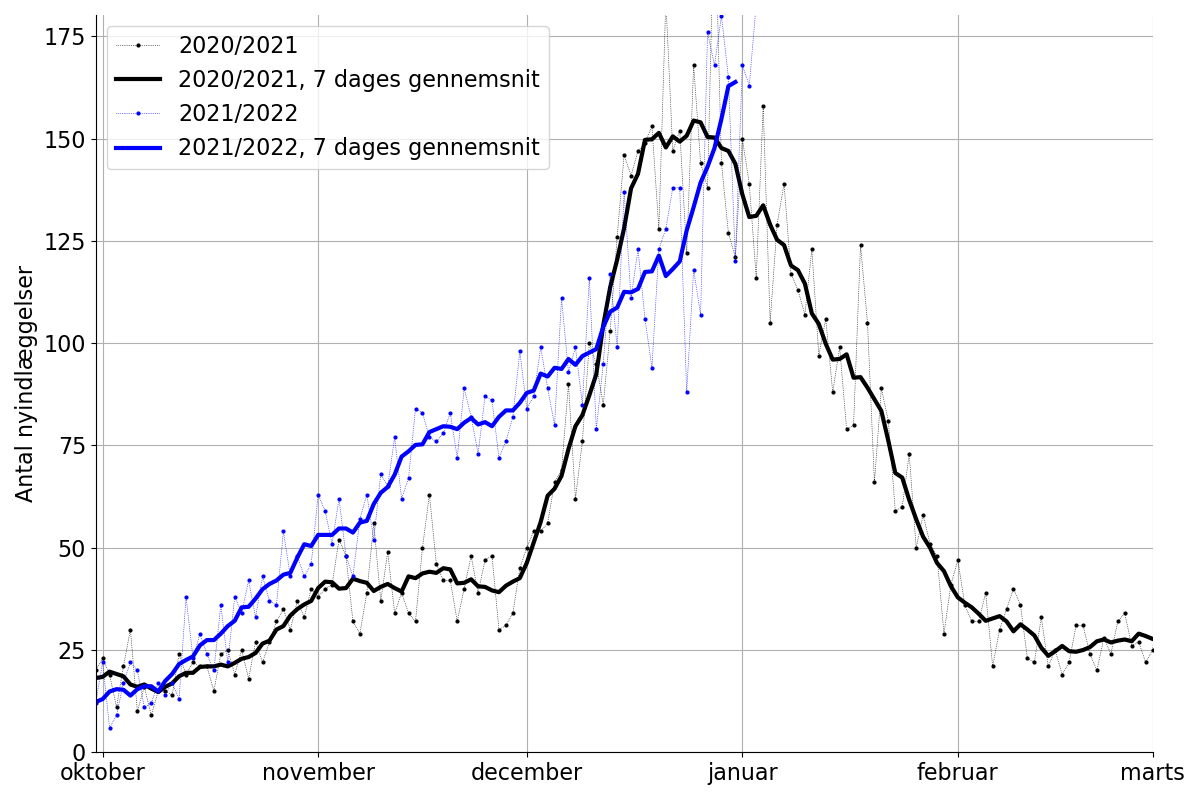 2020/2021
2020/2021, 7 dages gennemsnit
2021/2022
2021/2022, 7 dages gennemsnit
Antal nyindlæggelser
175
150
125
100
75
50
25
0
oktober november december januar februar marts